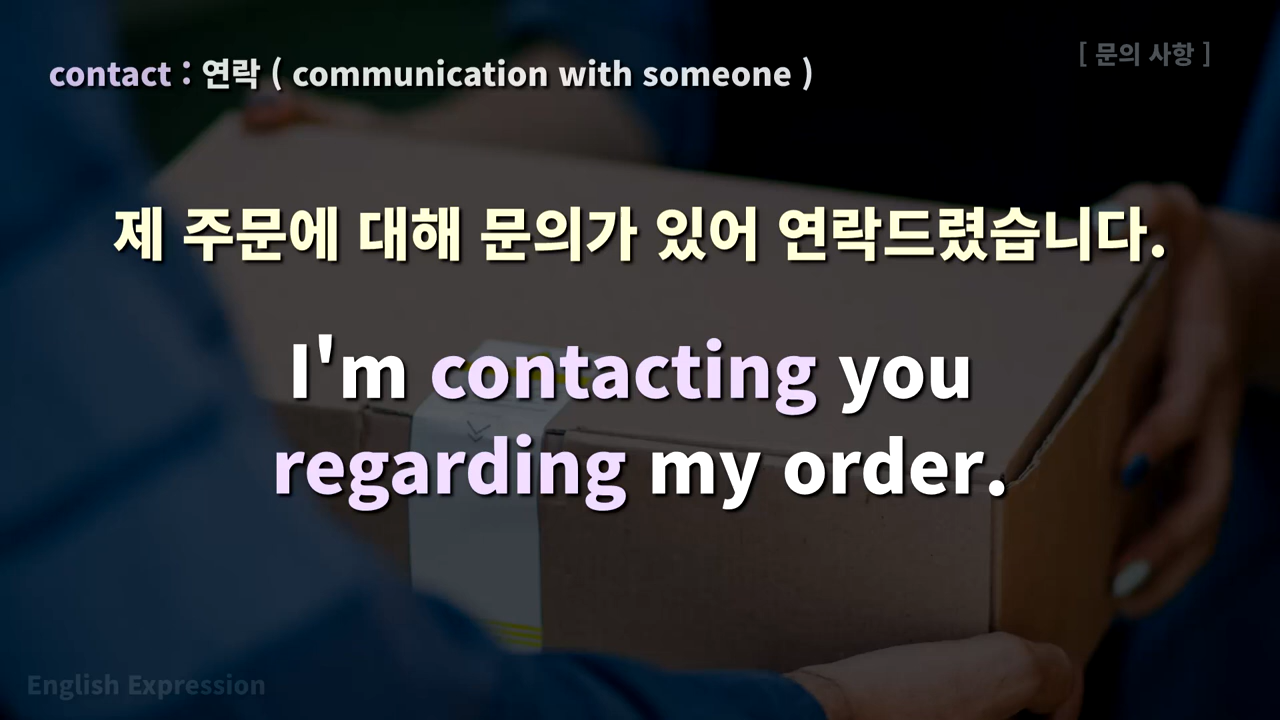 contact : 연락 ( communication with someone )
[ 문의 사항 ]
제 주문에 대해 문의가 있어 연락드렸습니다.
I'm contacting you
regarding my order.
English Expression